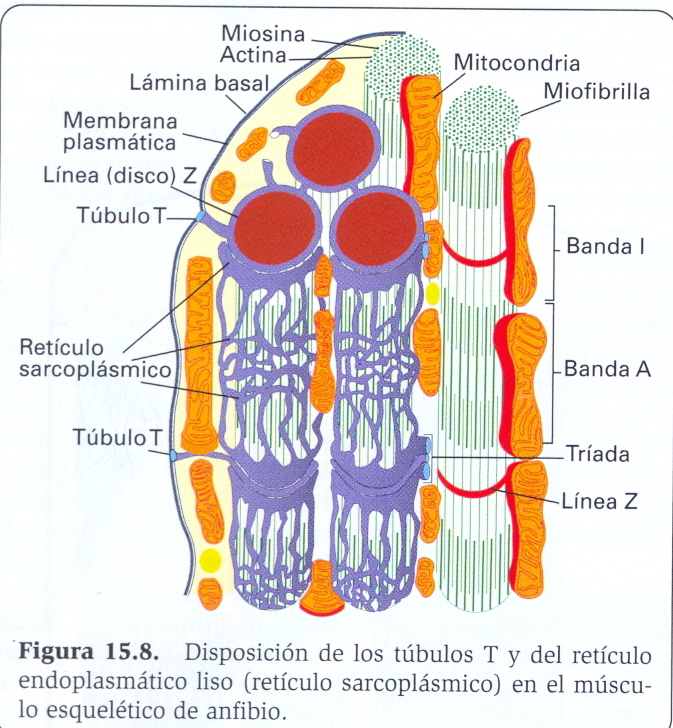 Miosina
Actina
Mitocondria
Lámina basal
Miofibrilla
Membrana
plasmática
Línea (disco) Z
Túbulo T
Banda I
Retículo
sarcoplásmico
Banda A
Túbulo T
Tríada
Línea Z
Figura 15.8. Disposición de los túbulos T y del retículo
endoplasmático liso (retículo sarcoplásmico) en el múscu-
lo esquelético de anfibio.